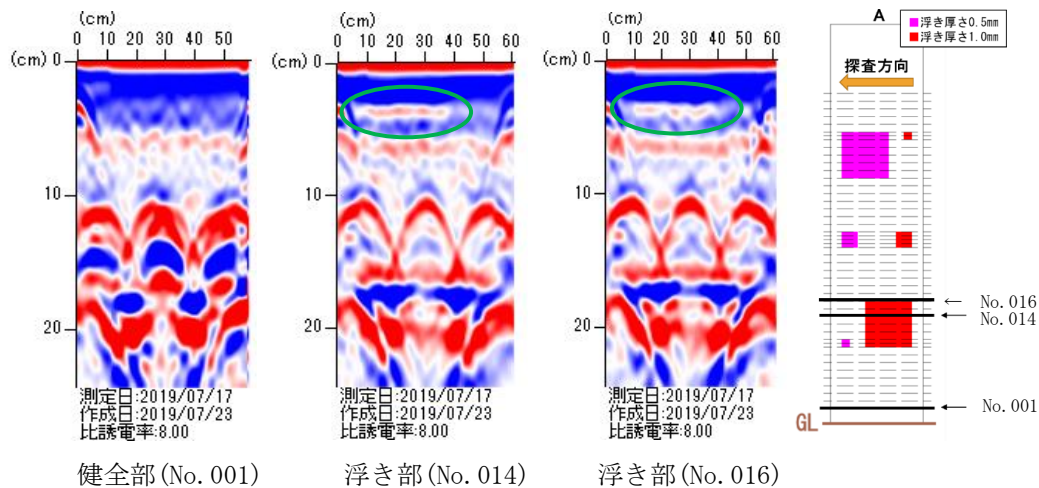 (cm)
0 10 20 30 40 50
(cm)
0
10
20
測定日:2019/07/17
作成日:2019/07/23
比誘電率:8.00
健全部(No.001)
(cm)
0 10 20 30 40 50 60
(cm)
0
10
20
測定日:2019/07/17
作成日:2019/07/23
比誘電率:8.00
浮き部(No.014)
(cm)
0 10 20 30 40 50 60
(cm)
0
10
20
測定日:2019/07/17
作成日:2019/07/23
比誘電率:8.00
浮き部(No.016)
A
浮き厚さ0.5mm
浮き厚さ1.0mm
探査方向
← No.016
← No.014
← No.001
GL